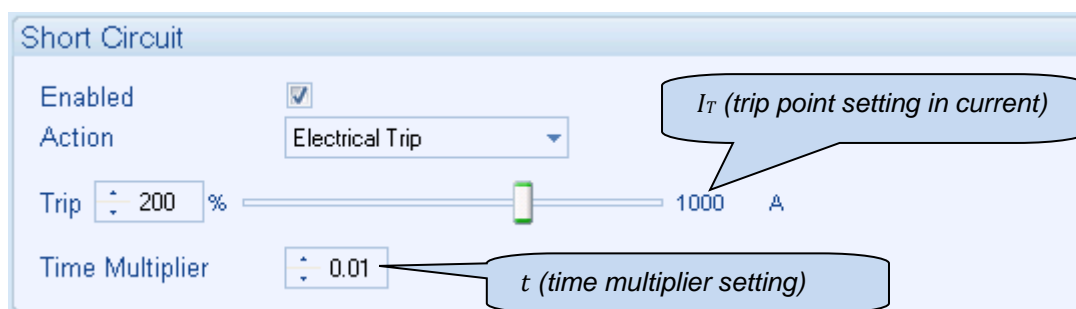 Short Circuit
Enabled
Action Electrical Trip
I_T (trip point setting in current)
Trip 200 % 1000 A
Time Multiplier 0.01
t (time multiplier setting)